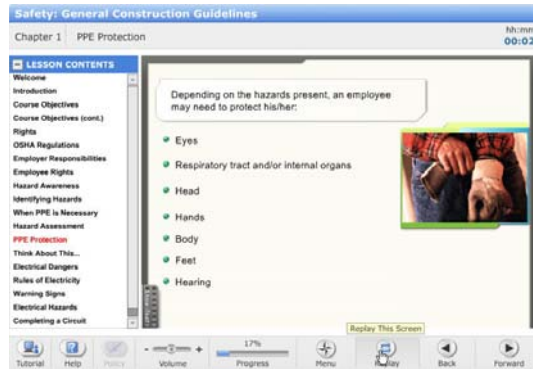 Safety: General Construction Guidelines
Chapter 1 PPE Protection
hh:mm
00:02
LESSON CONTENTS
Welcome
Introduction
Course Objectives
Course Objectives (cont.)
Rights
OSHA Regulations
Employer Responsibilities
Employee Rights
Hazard Awareness
Identifying Hazards
When PPE Is Necessary
Hazard Assessment
PPE Protection
Think About This...
Electrical Dangers
Rules of Electricity
Warning Signs
Electrical Hazards
Completing a Circuit
Depending on the hazards present, an employee
may need to protect his/her:
Eyes
Respiratory tract and/or internal organs
Head
Hands
Body
Feet
Hearing
Replay This Screen
17%
Tutorial
Help
Policy
- +
Volume
Progress
Menu
Back
Forward